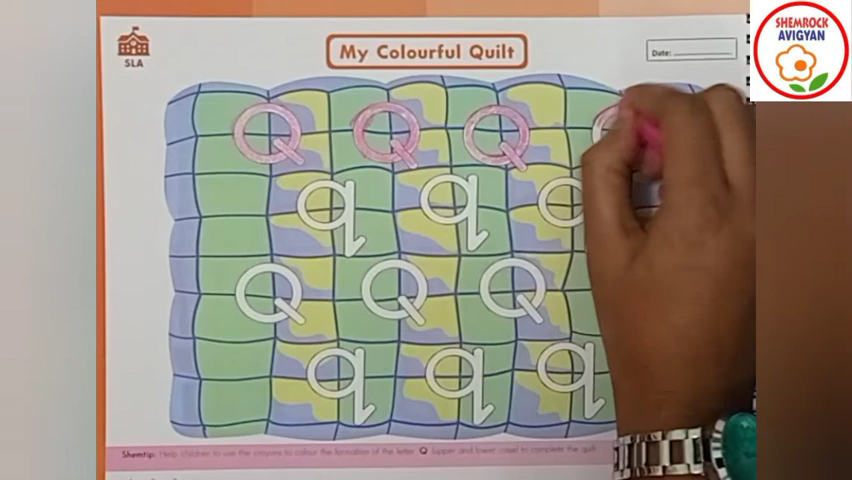 SHEMROCK
AVIGYAN
SLA
My Colourful Quilt
Date:
Q Q Q
q q
Q Q Q
q q q
Shemtip: Help children to use the crayons to colour the formation of the letter Q (upper and lower case) to complete the quilt